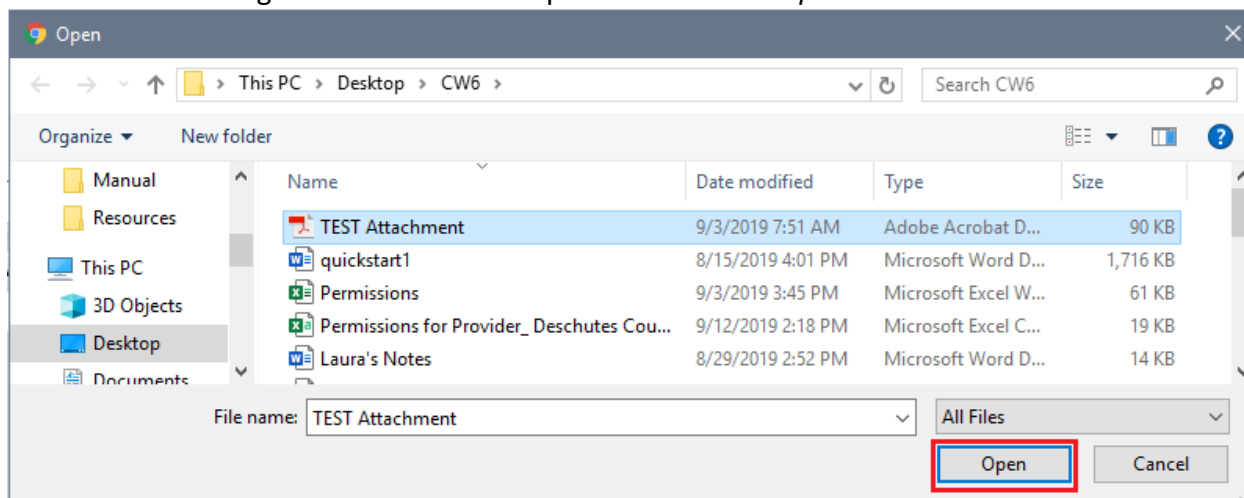 Open
This PC > Desktop > CW6 >
Search CW6
Organize
New folder
Manual
Resources
This PC
3D Objects
Desktop
Documents
Name Date modified Type Size
TEST Attachment 9/3/2019 7:51 AM Adobe Acrobat D... 90 KB
quickstart1 8/15/2019 4:01 PM Microsoft Word D... 1,716 KB
Permissions 9/3/2019 3:45 PM Microsoft Excel W... 61 KB
Permissions for Provider_ Deschutes Cou... 9/12/2019 2:18 PM Microsoft Excel C... 19 KB
Laura's Notes 8/29/2019 2:52 PM Microsoft Word D... 14 KB
File name: TEST Attachment All Files
Open Cancel